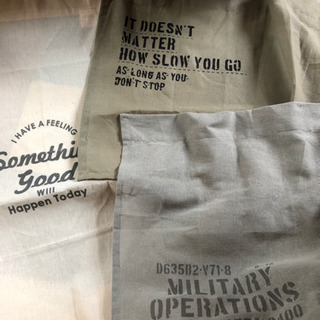 IT DOESN'T
MATTER
HOW SLOW YOU GO
AS LONG AS YOU
DON'T STOP
I HAVE A FEELING
Somethi
Good
Will
Happen Today
D635B2-V71-8
MILITARY
OPERATIONS